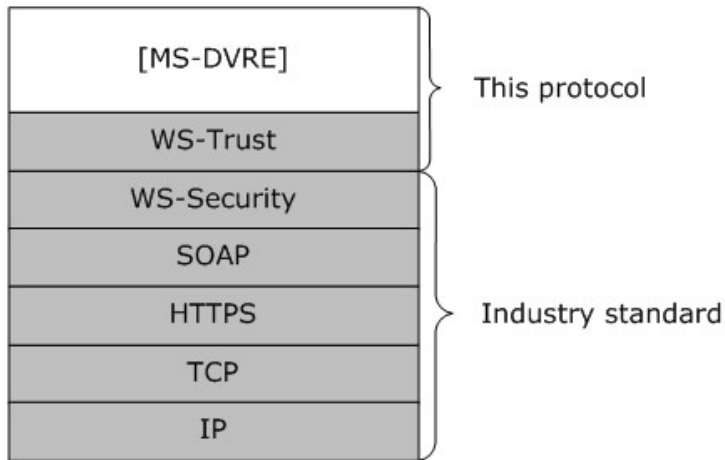 [MS-DVRE]
This protocol
WS-Trust
WS-Security
SOAP
HTTPS
Industry standard
TCP
IP